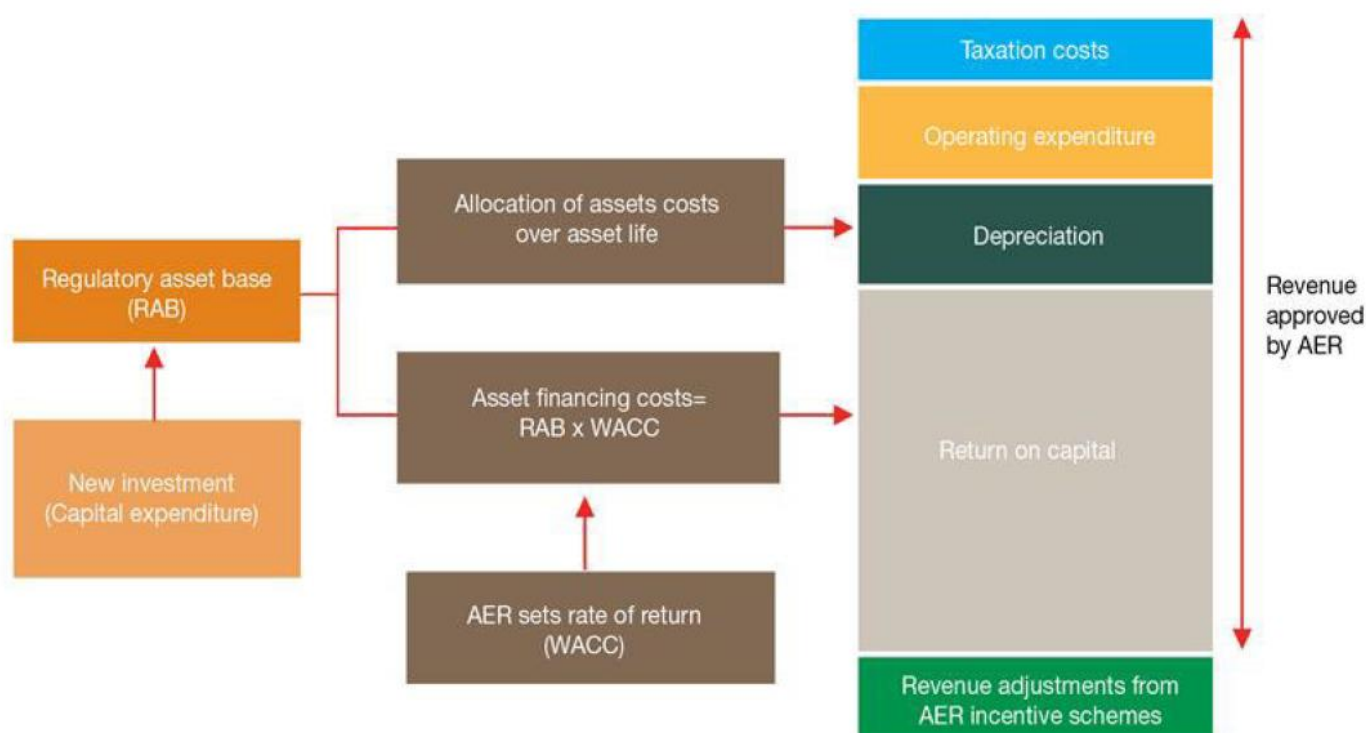 Taxation costs
Operating expenditure
Allocation of assets costs
over asset life
Depreciation
Regulatory asset base
(RAB)
Revenue
approved
by AER
Asset financing costs=
RAB x WACC
Return on capital
New investment
(Capital expenditure)
AER sets rate of return
(WACC)
Revenue adjustments from
AER incentive schemes